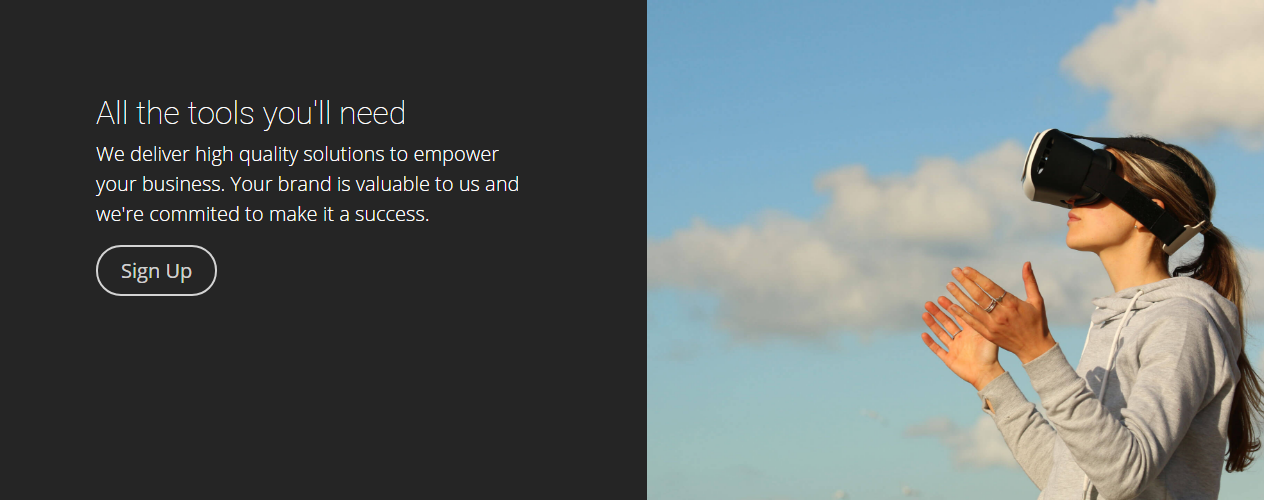 All the tools you'll need
We deliver high quality solutions to empower
your business. Your brand is valuable to us and
we're commited to make it a success.
Sign Up